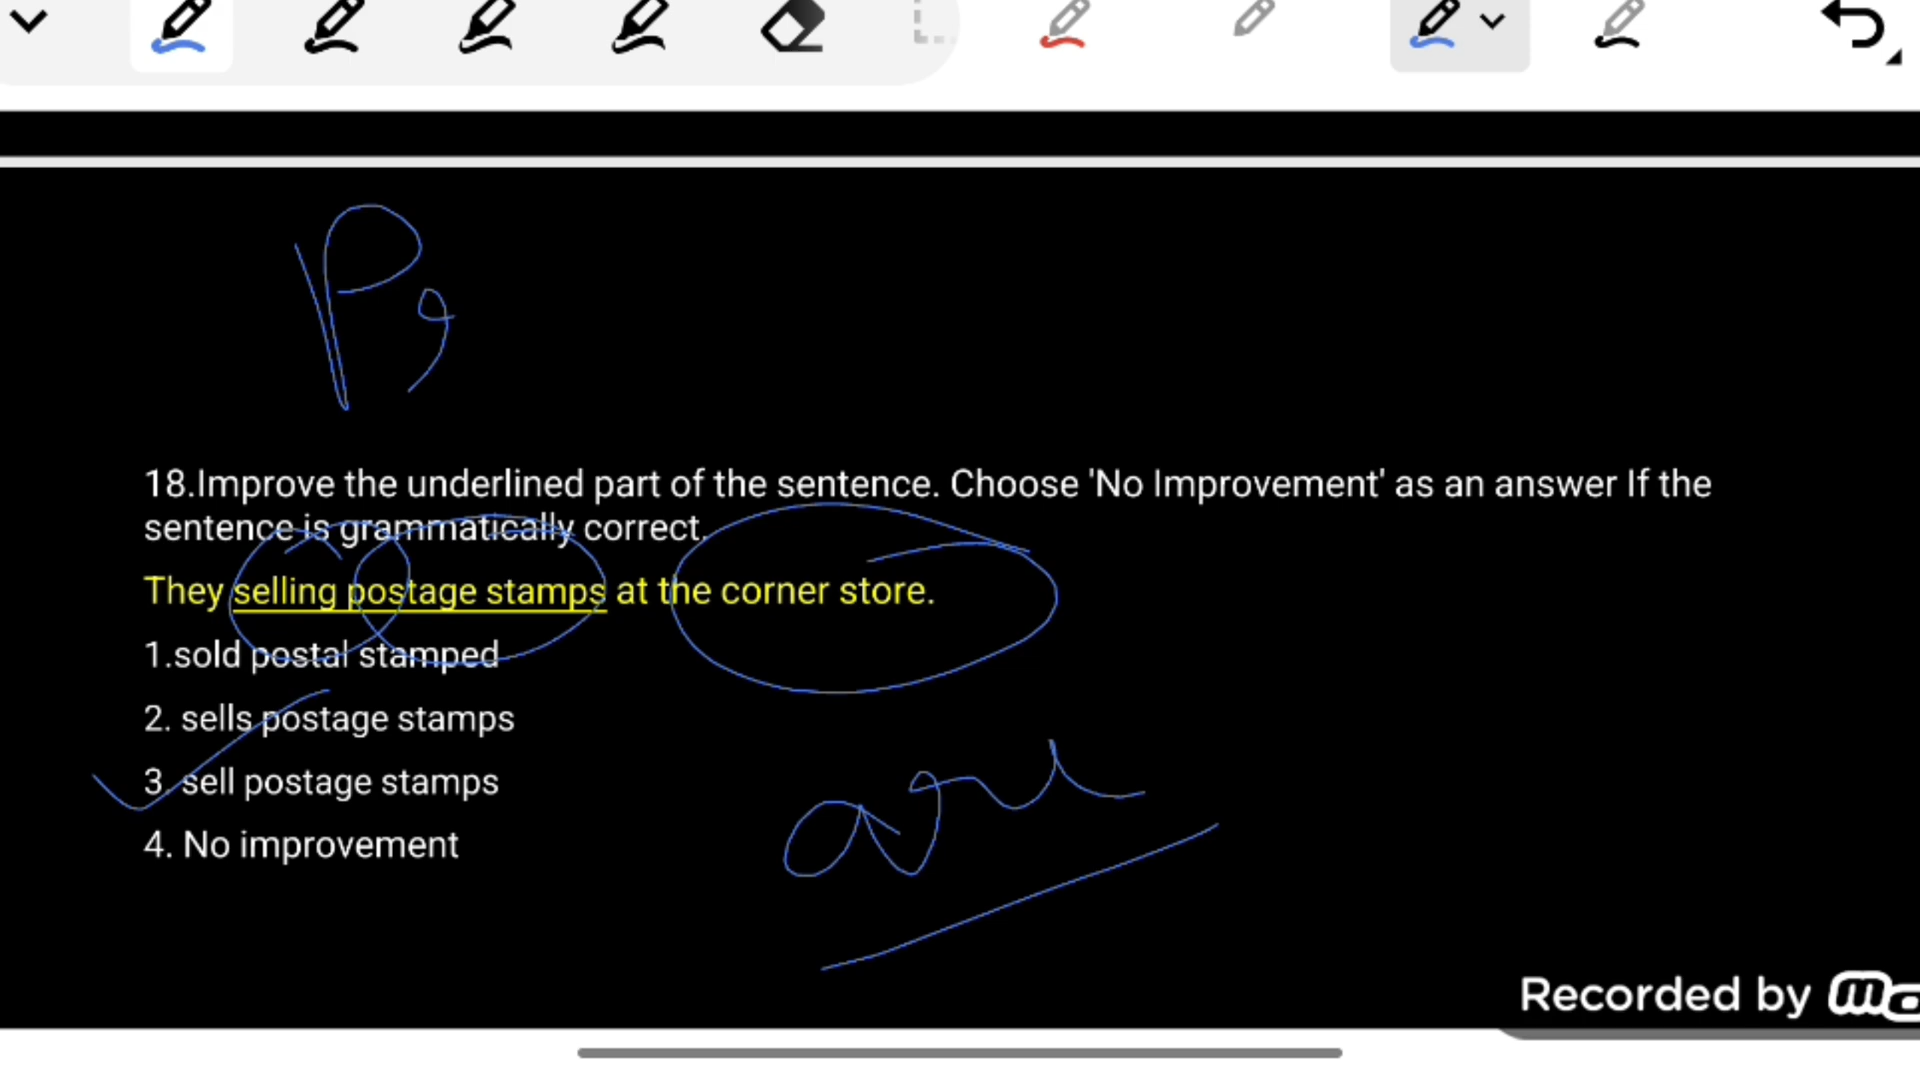 18.Improve the underlined part of the sentence. Choose 'No Improvement' as an answer If the
sentence is grammatically correct.
They selling postage stamps at the corner store.
1.sold postal stamped
2. sells postage stamps
3. sell postage stamps
4. No improvement
Recorded by